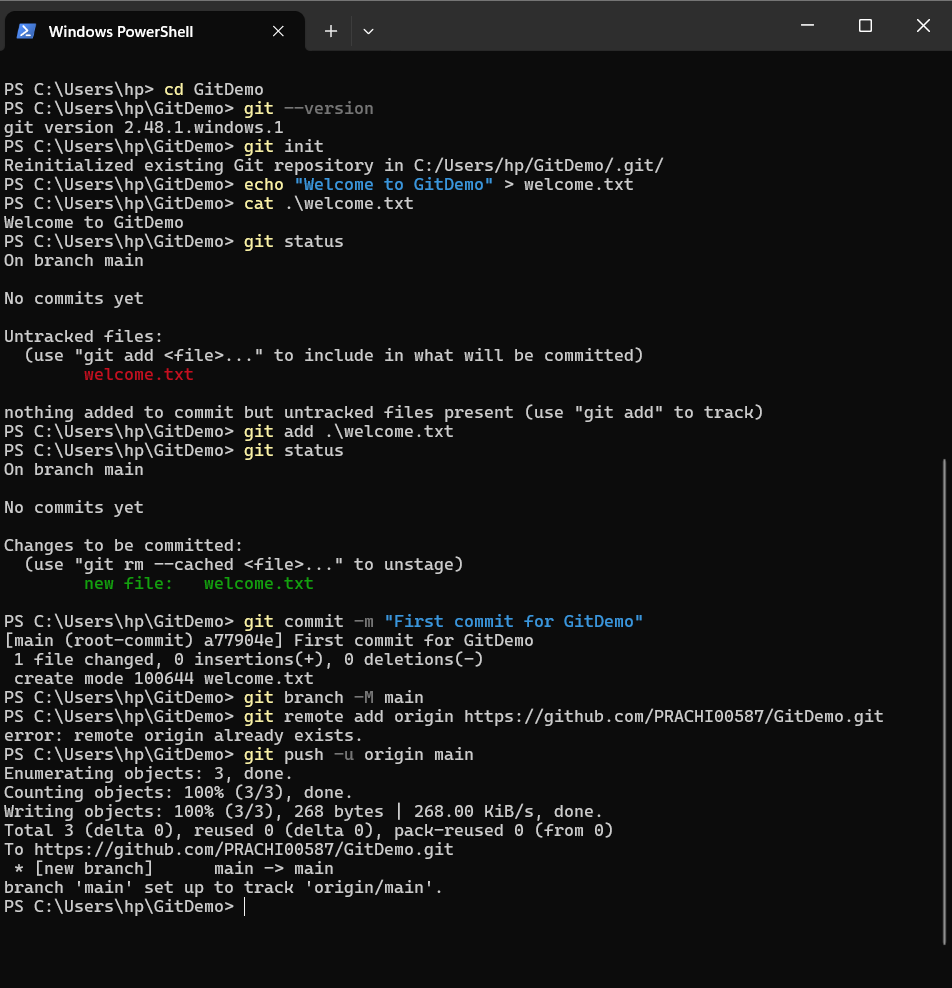 Windows PowerShell
PS C:\Users\hp> cd GitDemo
PS C:\Users\hp\GitDemo> git --version
git version 2.48.1.windows.1
PS C:\Users\hp\GitDemo> git init
Reinitialized existing Git repository in C:/Users/hp/GitDemo/.git/
PS C:\Users\hp\GitDemo> echo "Welcome to GitDemo" > welcome.txt
PS C:\Users\hp\GitDemo> cat .\welcome.txt
Welcome to GitDemo
PS C:\Users\hp\GitDemo> git status
On branch main
No commits yet
Untracked files:
  (use "git add <file>..." to include in what will be committed)
        welcome.txt
nothing added to commit but untracked files present (use "git add" to track)
PS C:\Users\hp\GitDemo> git add .\welcome.txt
PS C:\Users\hp\GitDemo> git status
On branch main
No commits yet
Changes to be committed:
  (use "git rm --cached <file>..." to unstage)
        new file:   welcome.txt
PS C:\Users\hp\GitDemo> git commit -m "First commit for GitDemo"
[main (root-commit) a77904e] First commit for GitDemo
 1 file changed, 0 insertions(+), 0 deletions(-)
 create mode 100644 welcome.txt
PS C:\Users\hp\GitDemo> git branch -M main
PS C:\Users\hp\GitDemo> git remote add origin https://github.com/PRACHI00587/GitDemo.git
error: remote origin already exists.
PS C:\Users\hp\GitDemo> git push -u origin main
Enumerating objects: 3, done.
Counting objects: 100% (3/3), done.
Writing objects: 100% (3/3), 268 bytes | 268.00 KiB/s, done.
Total 3 (delta 0), reused 0 (delta 0), pack-reused 0 (from 0)
To https://github.com/PRACHI00587/GitDemo.git
 * [new branch]      main -> main
branch 'main' set up to track 'origin/main'.
PS C:\Users\hp\GitDemo>